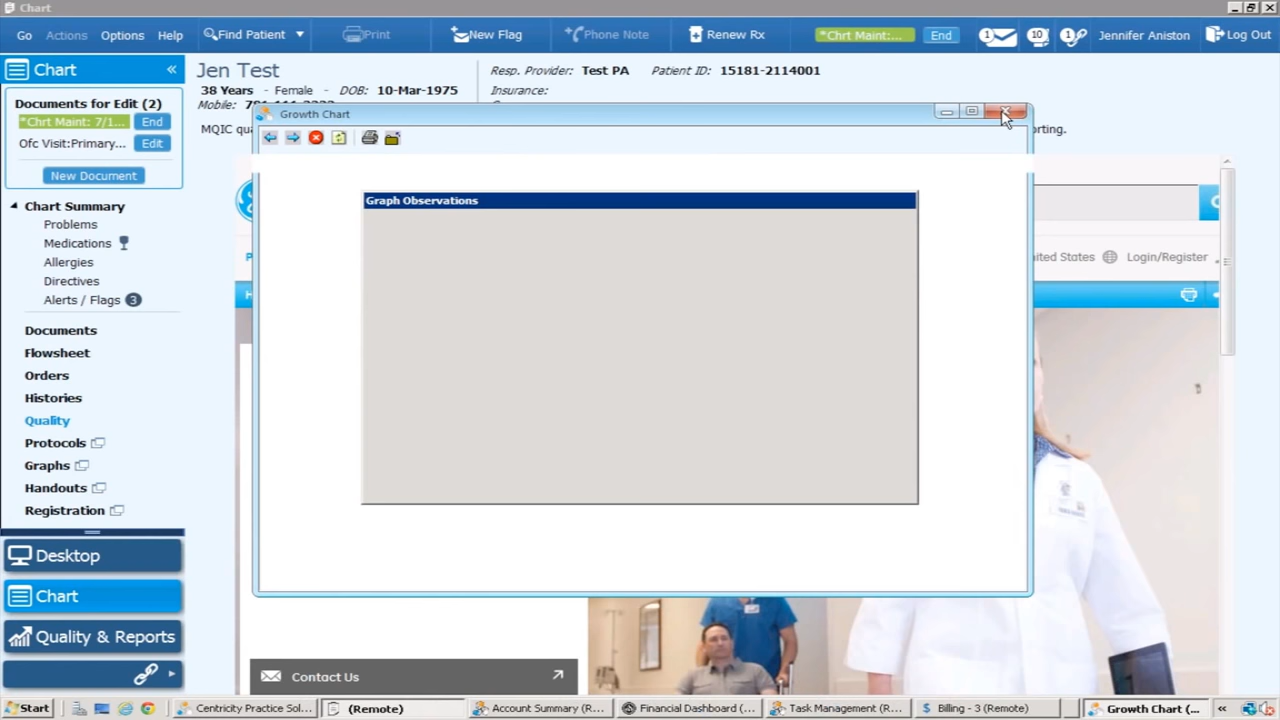 Chart
Go Actions Options Help Find Patient Print New Flag Phone Note Renew Rx *Chrt Maint:... End 1 10 1 Jennifer Aniston Log Out
Chart «
Documents for Edit (2)
*Chrt Maint: 7/1... End
Ofc Visit:Primary... Edit
New Document
Chart Summary
Problems
Medications
Allergies
Directives
Alerts / Flags 3
Documents
Flowsheet
Orders
Histories
Quality
Protocols
Graphs
Handouts
Registration
Desktop
Chart
Quality & Reports
Jen Test
38 Years - Female - DOB: 10-Mar-1975
Mobile:
Resp. Provider: Test PA Patient ID: 15181-2114001
Insurance:
MQIC
Growth Chart
Graph Observations
Login/Register
Contact Us
Start Centricity Practice Sol... (Remote) Account Summary (R... Financial Dashboard (... Task Management (R... Billing - 3 (Remote) Growth Chart (... «